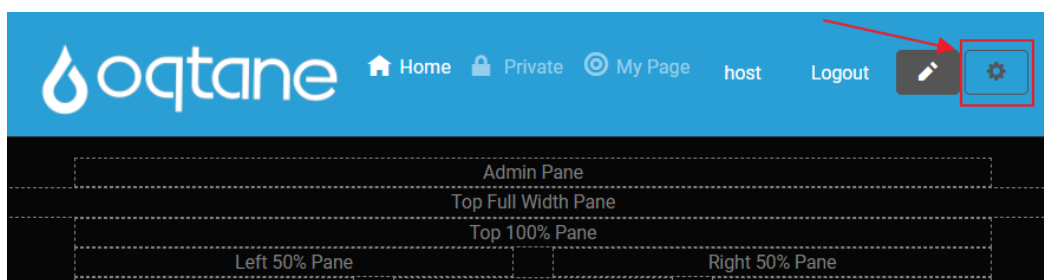 oqtane Home Private My Page host Logout
Admin Pane
Top Full Width Pane
Top 100% Pane
Left 50% Pane Right 50% Pane